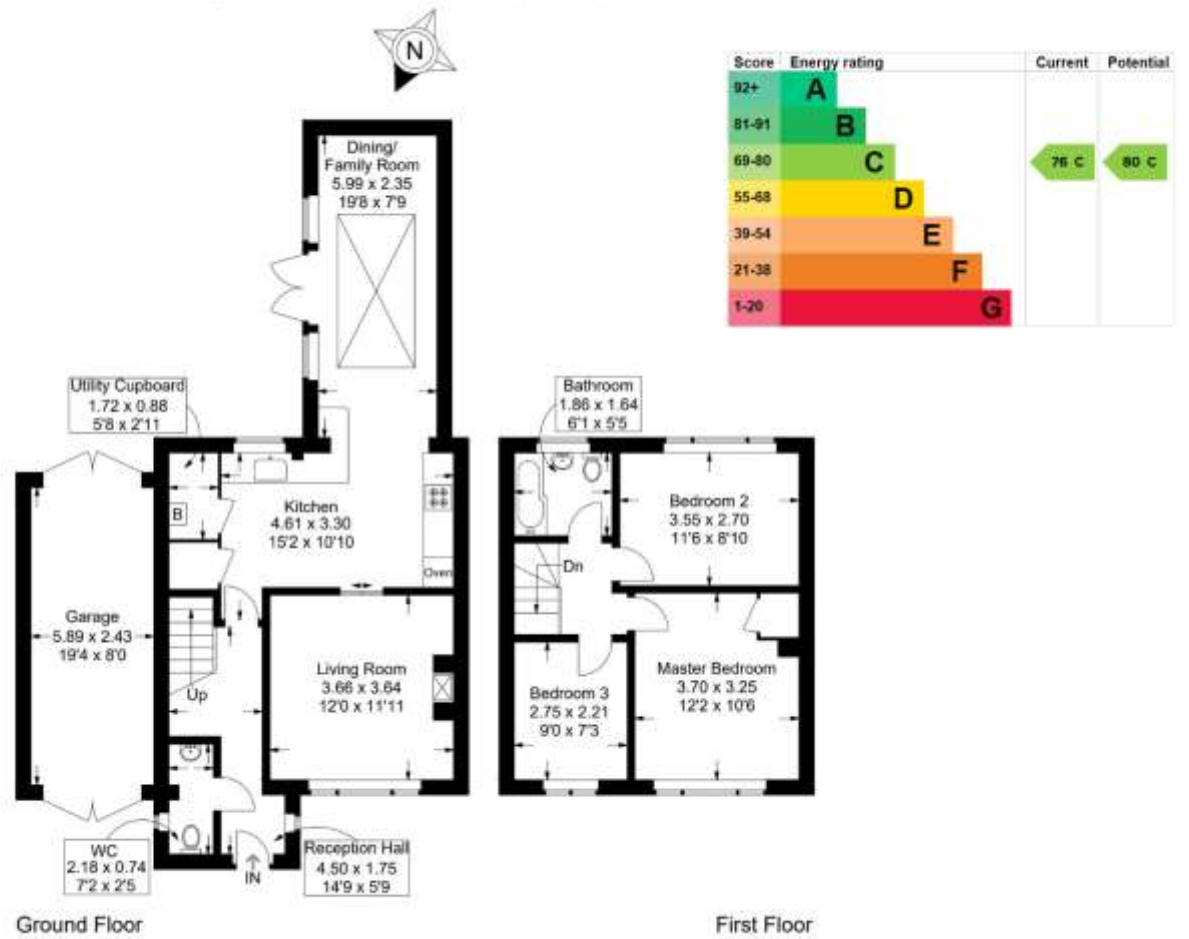 N
Score Energy rating Current Potential
92+ A
81-91 B
69-80 C 76 C 80 C
55-68 D
39-54 E
21-38 F
1-20 G
Dining/
Family Room
5.99 x 2.35
19'8 x 7'9
Utility Cupboard
1.72 x 0.88
5'8 x 2'11
B
Kitchen
4.61 x 3.30
15'2 x 10'10
Oven
Garage
5.89 x 2.43
19'4 x 8'0
Up
Living Room
3.66 x 3.64
12'0 x 11'11
WC
2.18 x 0.74
7'2 x 2'5
IN
Reception Hall
4.50 x 1.75
14'9 x 5'9
Bathroom
1.86 x 1.64
6'1 x 5'5
Bedroom 2
3.55 x 2.70
11'6 x 8'10
Dn
Bedroom 3
2.75 x 2.21
9'0 x 7'3
Master Bedroom
3.70 x 3.25
12'2 x 10'6
Ground Floor
First Floor